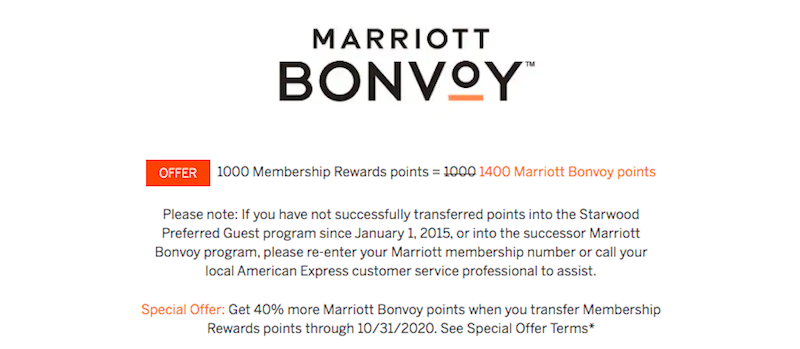 MARRIOTT
BONVOY™
OFFER 1000 Membership Rewards points = 1000 1400 Marriott Bonvoy points
Please note: If you have not successfully transferred points into the Starwood
Preferred Guest program since January 1, 2015, or into the successor Marriott
Bonvoy program, please re-enter your Marriott membership number or call your
local American Express customer service professional to assist.
Special Offer: Get 40% more Marriott Bonvoy points when you transfer Membership
Rewards points through 10/31/2020. See Special Offer Terms*